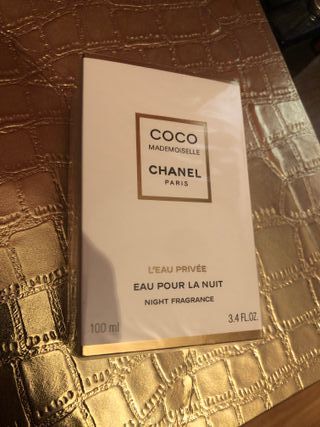 COCO
MADEMOISELLE
CHANEL
PARIS
L'EAU PRIVÉE
EAU POUR LA NUIT
NIGHT FRAGRANCE
100 ml
3.4 FL.OZ.